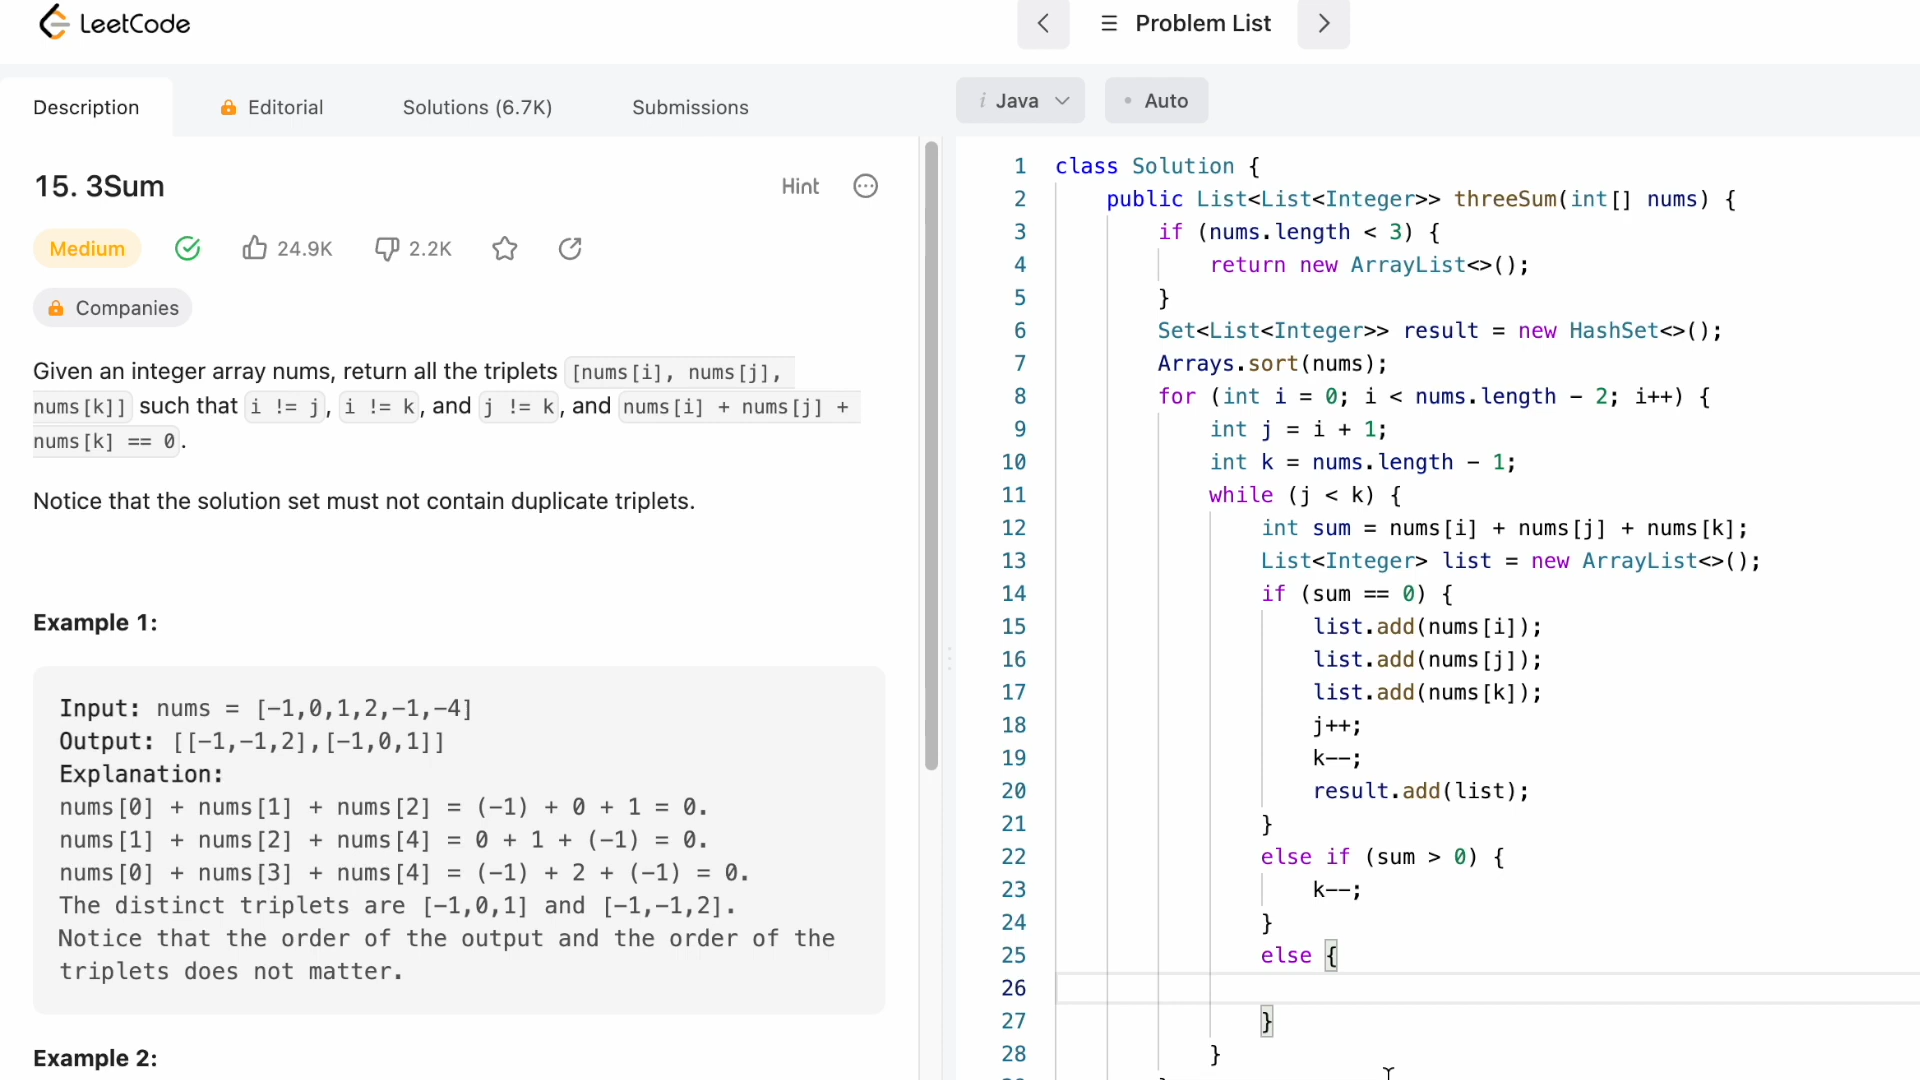 LeetCode
Problem List
Description
Editorial
Solutions (6.7K)
Submissions
15. 3Sum
Hint
Medium
24.9K
2.2K
Companies
Given an integer array nums, return all the triplets [nums[i], nums[j],
nums[k]] such that i != j, i != k, and j != k, and nums[i] + nums[j] +
nums[k] == 0.
Notice that the solution set must not contain duplicate triplets.
Example 1:
Input: nums = [-1,0,1,2,-1,-4]
Output: [[-1,-1,2],[-1,0,1]]
Explanation:
nums[0] + nums[1] + nums[2] = (-1) + 0 + 1 = 0.
nums[1] + nums[2] + nums[4] = 0 + 1 + (-1) = 0.
nums[0] + nums[3] + nums[4] = (-1) + 2 + (-1) = 0.
The distinct triplets are [-1,0,1] and [-1,-1,2].
Notice that the order of the output and the order of the
triplets does not matter.
Example 2:
i Java
• Auto
1 class Solution {
2 public List<List<Integer>> threeSum(int[] nums) {
3 if (nums.length < 3) {
4 return new ArrayList<>();
5 }
6 Set<List<Integer>> result = new HashSet<>();
7 Arrays.sort(nums);
8 for (int i = 0; i < nums.length - 2; i++) {
9 int j = i + 1;
10 int k = nums.length - 1;
11 while (j < k) {
12 int sum = nums[i] + nums[j] + nums[k];
13 List<Integer> list = new ArrayList<>();
14 if (sum == 0) {
15 list.add(nums[i]);
16 list.add(nums[j]);
17 list.add(nums[k]);
18 j++;
19 k--;
20 result.add(list);
21 }
22 else if (sum > 0) {
23 k--;
24 }
25 else {
26
27 }
28 }